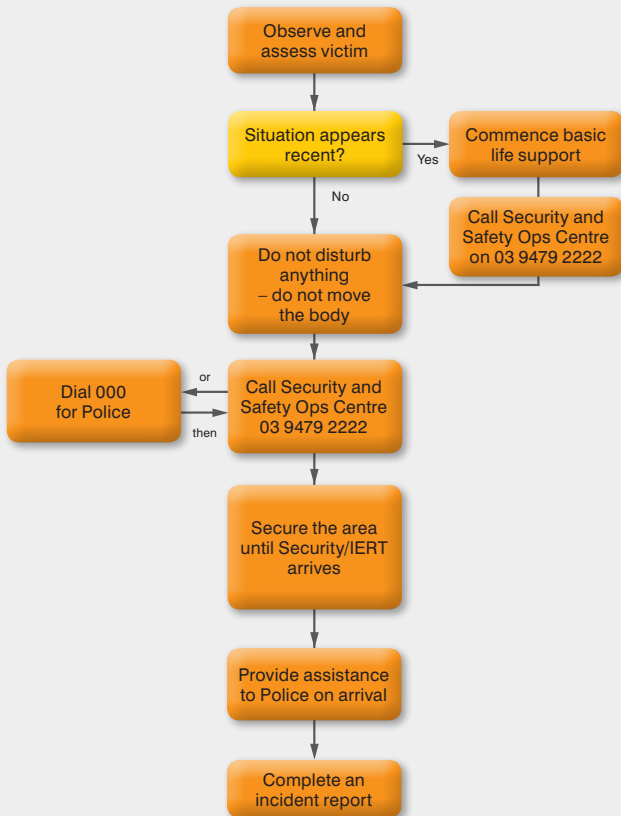 Observe and
assess victim
Situation appears
recent?
Yes
Commence basic
life support
Call Security and
Safety Ops Centre
on 03 9479 2222
No
Do not disturb
anything
– do not move
the body
Dial 000
for Police
or
then
Call Security and
Safety Ops Centre
03 9479 2222
Secure the area
until Security/IERT
arrives
Provide assistance
to Police on arrival
Complete an
incident report